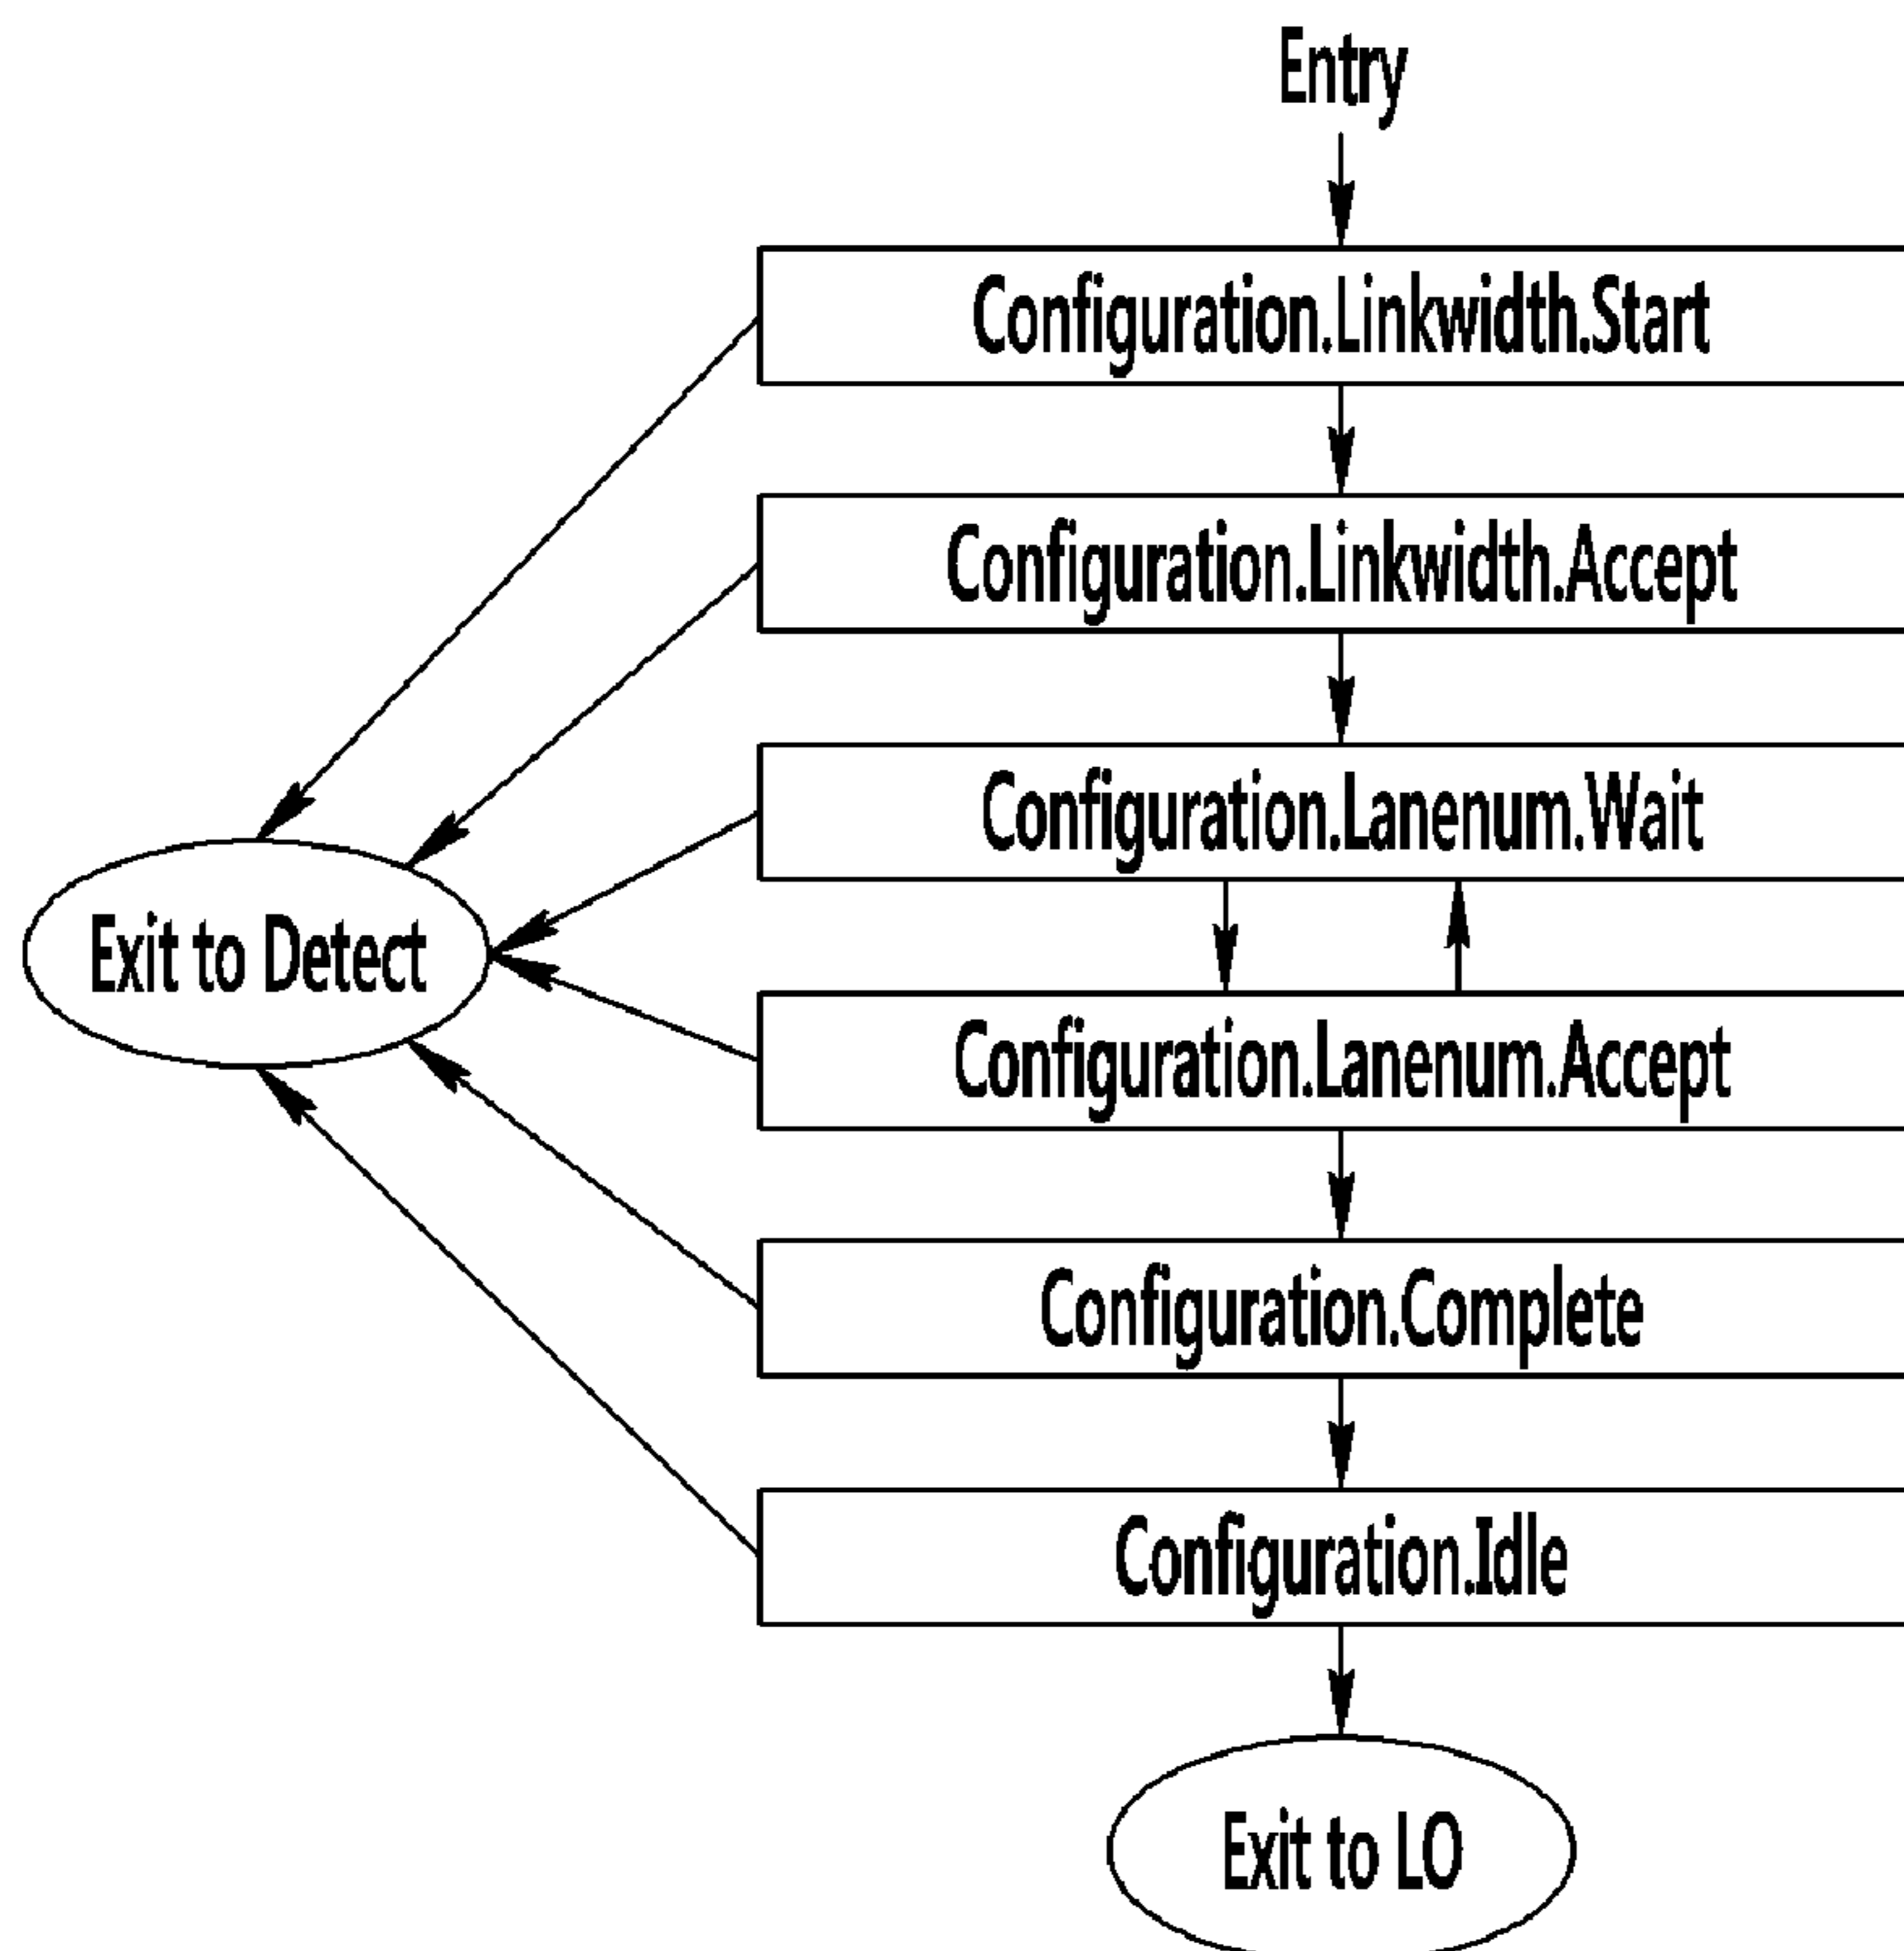 Entry
Configuration.Linkwidth.Start
Configuration.Linkwidth.Accept
Configuration.Lanenum.Wait
Exit to Detect
Configuration.Lanenum.Accept
Configuration.Complete
Configuration.Idle
Exit to LO